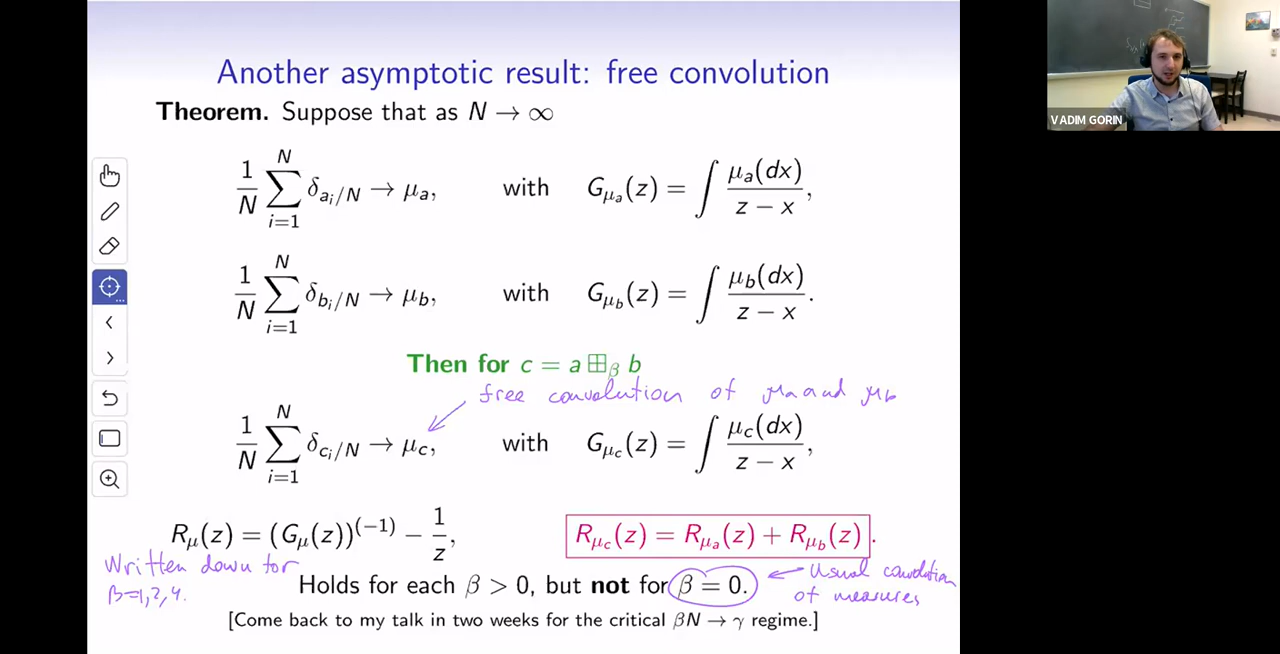 Another asymptotic result: free convolution
Theorem. Suppose that as N → ∞
1/N ∑_{i=1}^{N} δ_{a_i/N} → μ_a, with G_{μ_a}(z) = ∫ μ_a(dx)/(z − x),
1/N ∑_{i=1}^{N} δ_{b_i/N} → μ_b, with G_{μ_b}(z) = ∫ μ_b(dx)/(z − x).
Then for c = a ⊞_β b
free convolution of μ_a and μ_b
1/N ∑_{i=1}^{N} δ_{c_i/N} → μ_c, with G_{μ_c}(z) = ∫ μ_c(dx)/(z − x),
R_μ(z) = (G_μ(z))^{(−1)} − 1/z, R_{μ_c}(z) = R_{μ_a}(z) + R_{μ_b}(z).
Written down for
β=1,2,4.
Holds for each β > 0, but not for β = 0.
Usual convolution
of measures
[Come back to my talk in two weeks for the critical βN → γ regime.]
VADIM GORIN